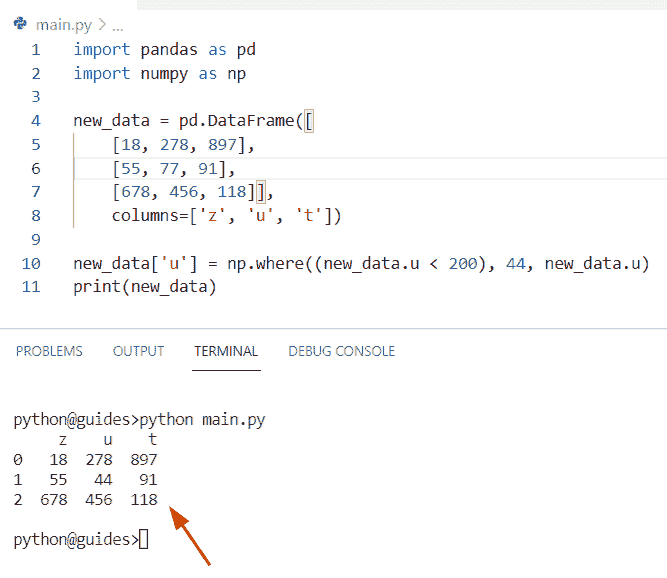 main.py > ...
1 import pandas as pd
2 import numpy as np
3
4 new_data = pd.DataFrame([
5     [18, 278, 897],
6     [55, 77, 91],
7     [678, 456, 118]],
8     columns=['z', 'u', 't'])
9
10 new_data['u'] = np.where((new_data.u < 200), 44, new_data.u)
11 print(new_data)
PROBLEMS OUTPUT TERMINAL DEBUG CONSOLE
python@guides>python main.py
     z    u    t
0   18  278  897
1   55   44   91
2  678  456  118
python@guides>